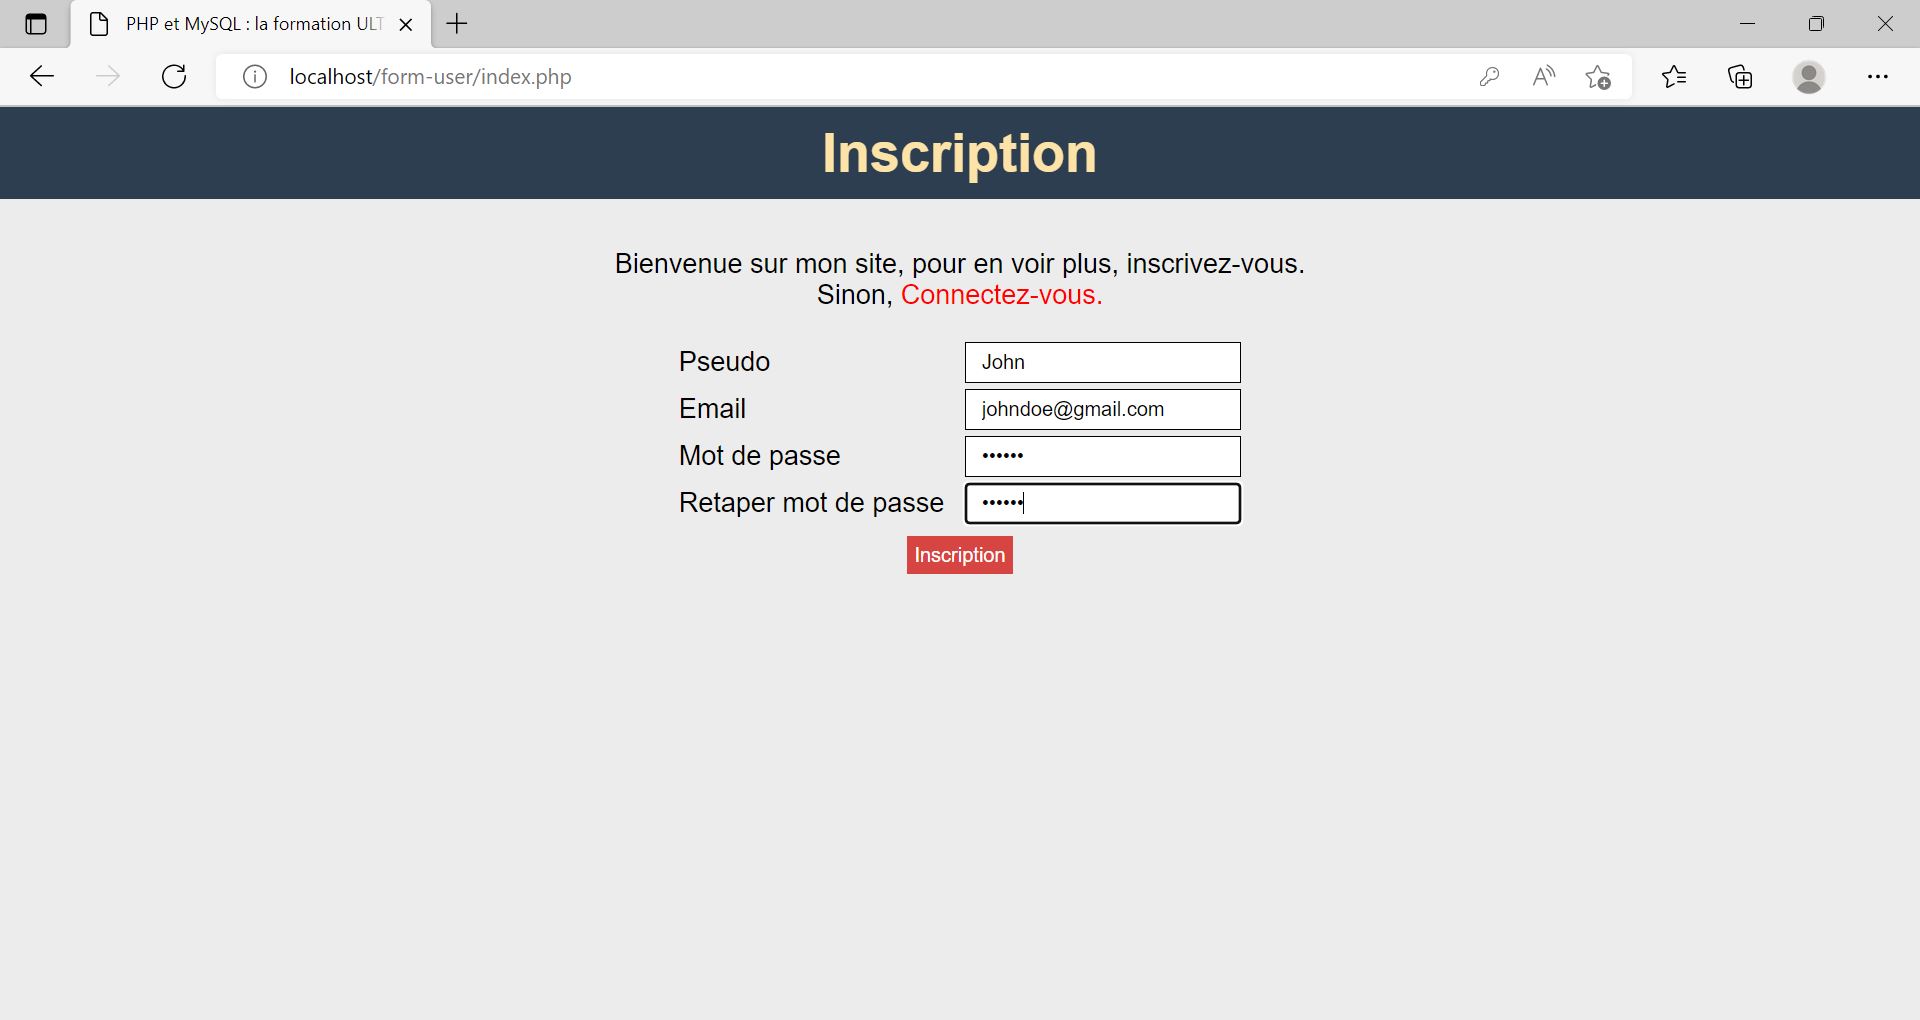 PHP et MySQL : la formation ULT
localhost/form-user/index.php
Inscription
Bienvenue sur mon site, pour en voir plus, inscrivez-vous.
Sinon, Connectez-vous.
Pseudo John
Email johndoe@gmail.com
Mot de passe ••••••
Retaper mot de passe ••••••
Inscription